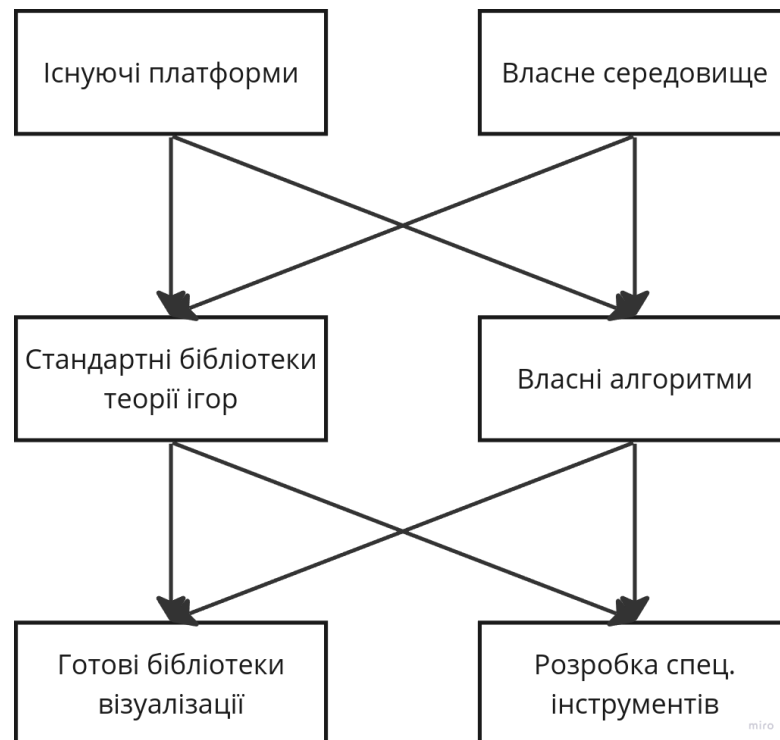 Існуючі платформи
Власне середовище
Стандартні бібліотеки
теорії ігор
Власні алгоритми
Готові бібліотеки
візуалізації
Розробка спец.
інструментів
miro